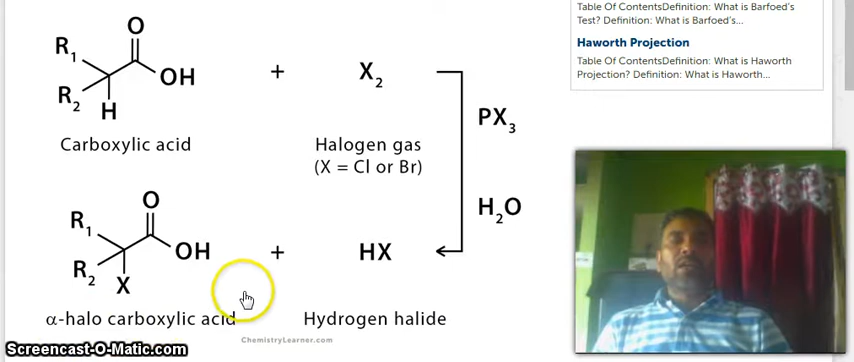 Table Of ContentsDefinition: What is Barfoed's
Test? Definition: What is Barfoed's...
Haworth Projection
Table Of ContentsDefinition: What is Haworth
Projection? Definition: What is Haworth...
O
R1
OH
R2
H
+
X2
PX3
Carboxylic acid
Halogen gas
(X = Cl or Br)
H2O
O
R1
OH
R2
X
+
HX
α-halo carboxylic acid
Hydrogen halide
ChemistryLearner.com
Screencast-O-Matic.com